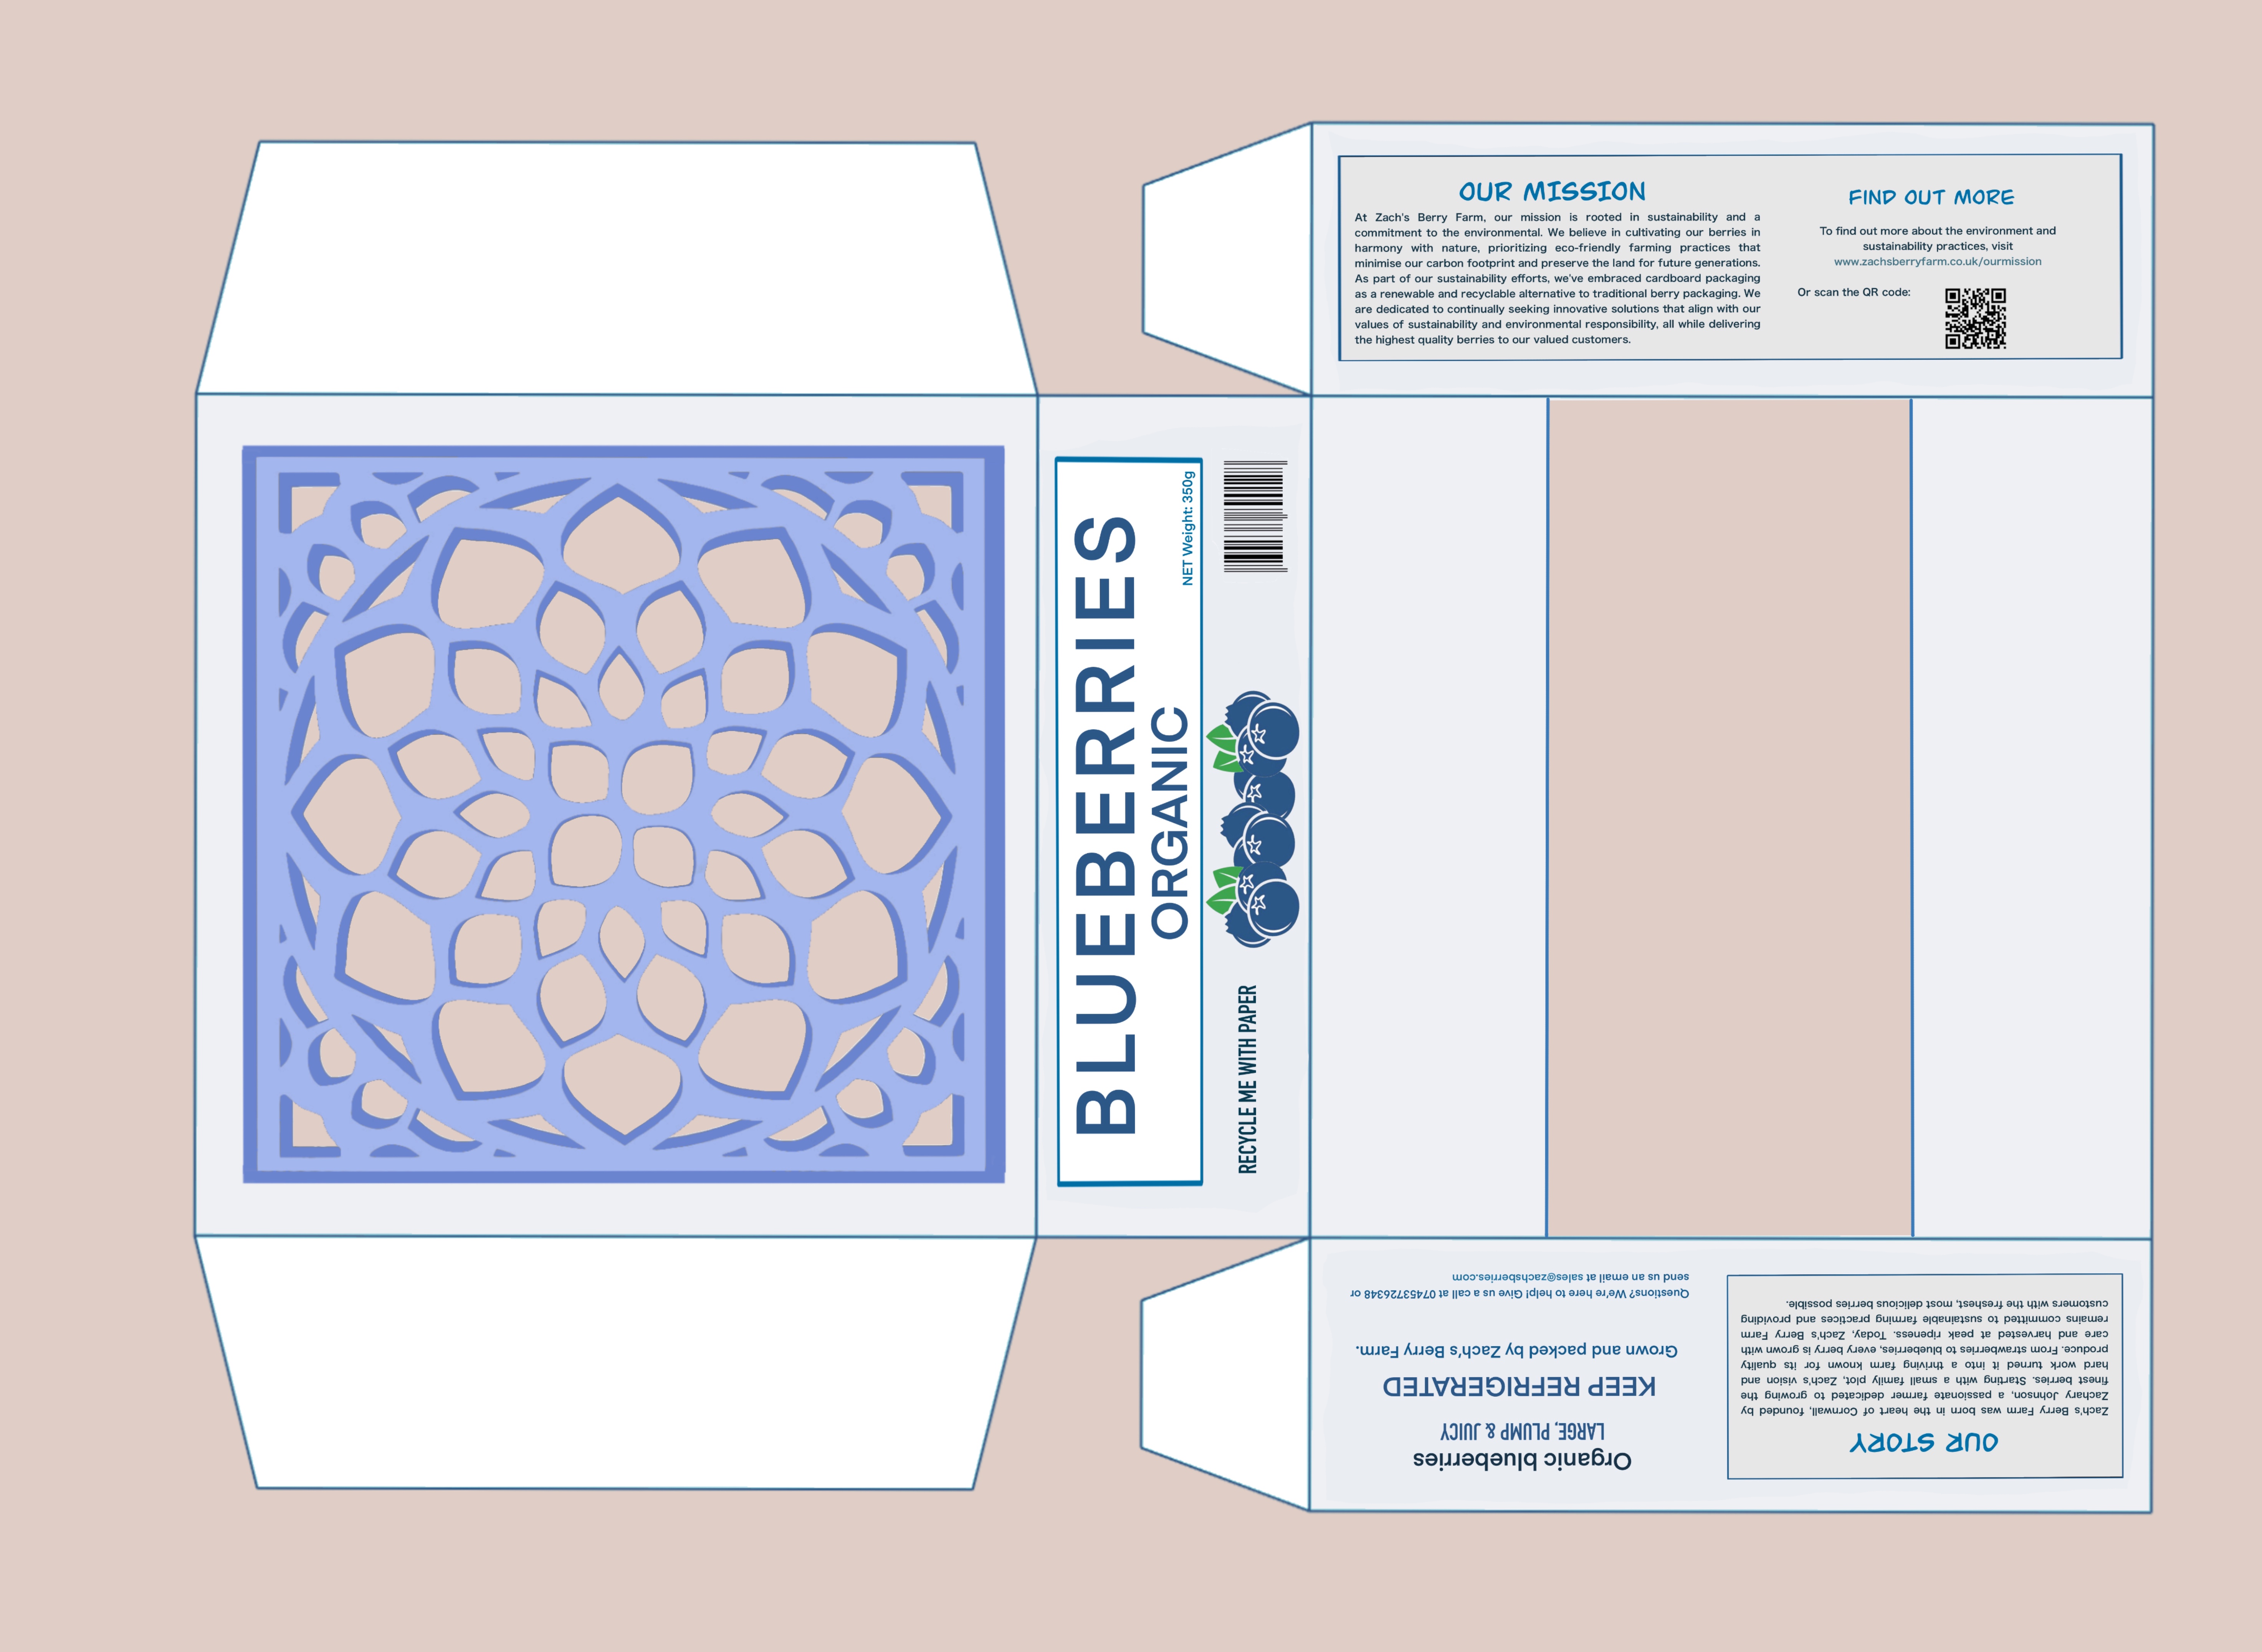 OUR MISSION
At Zach's Berry Farm, our mission is rooted in sustainability and a
commitment to the environmental. We believe in cultivating our berries in
harmony with nature, prioritizing eco-friendly farming practices that
minimise our carbon footprint and preserve the land for future generations.
As part of our sustainability efforts, we've embraced cardboard packaging
as a renewable and recyclable alternative to traditional berry packaging. We
are dedicated to continually seeking innovative solutions that align with our
values of sustainability and environmental responsibility, all while delivering
the highest quality berries to our valued customers.
FIND OUT MORE
To find out more about the environment and
sustainability practices, visit
www.zachsberryfarm.co.uk/ourmission
Or scan the QR code:
BLUEBERRIES
ORGANIC
NET Weight: 350g
RECYCLE ME WITH PAPER
OUR STORY
Zach's Berry Farm was born in the heart of Cornwall, founded by
Zachary Johnson, a passionate farmer dedicated to growing the
finest berries. Starting with a small family plot, Zach's vision and
hard work turned it into a thriving farm known for its quality
produce. From strawberries to blueberries, every berry is grown with
care and harvested at peak ripeness. Today, Zach's Berry Farm
remains committed to sustainable farming practices and providing
customers with the freshest, most delicious berries possible.
Organic blueberries
LARGE, PLUMP & JUICY
KEEP REFRIGERATED
Grown and packed by Zach's Berry Farm.
Questions? We're here to help! Give us a call at 07453726348 or
send us an email at sales@zachsberries.com